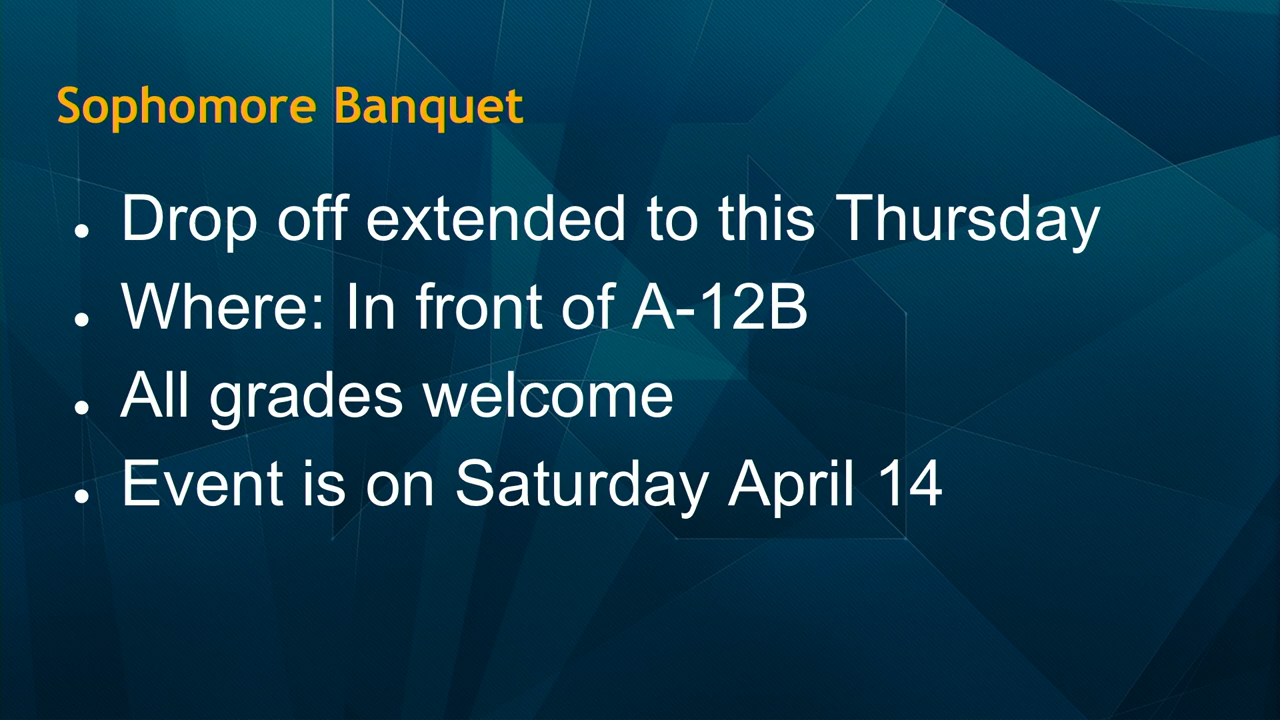 Sophomore Banquet
● Drop off extended to this Thursday
● Where: In front of A-12B
● All grades welcome
● Event is on Saturday April 14